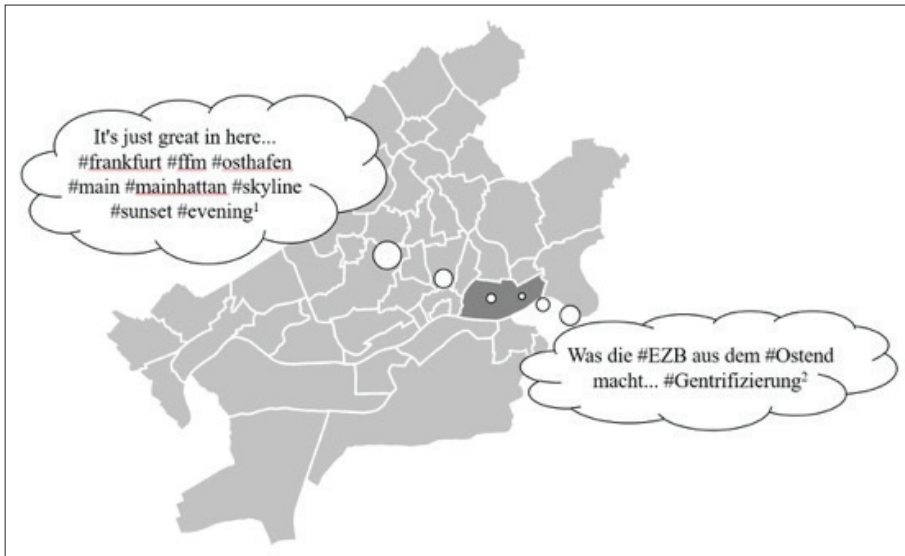 It's just great in here...
#frankfurt #ffm #osthafen
#main #mainhattan #skyline
#sunset #evening¹
Was die #EZB aus dem #Ostend
macht... #Gentrifizierung²